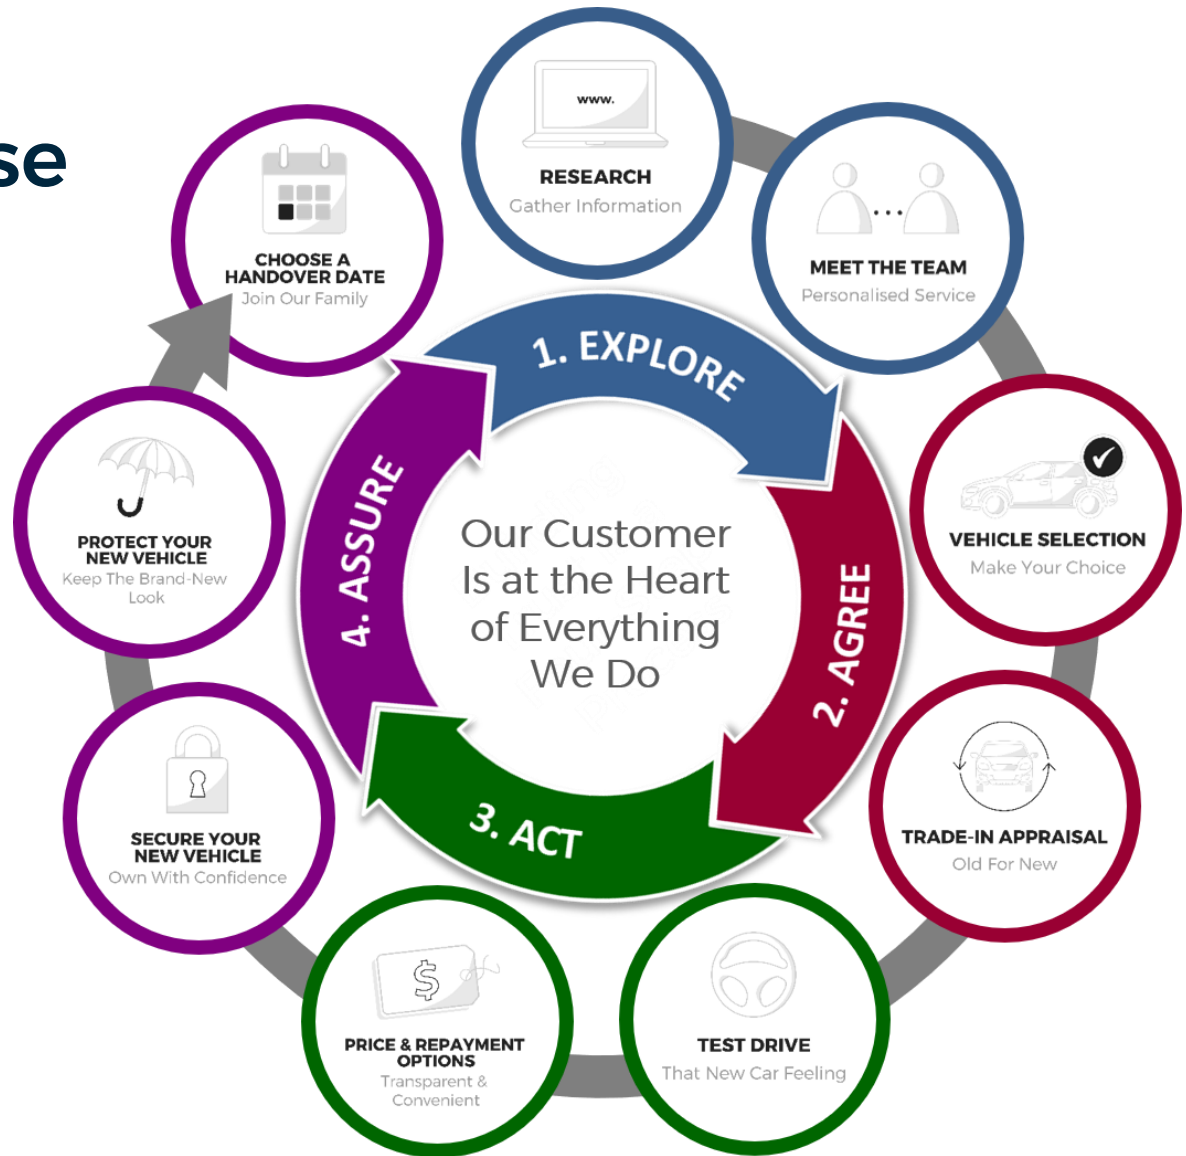 se
www.
RESEARCH
Gather Information
MEET THE TEAM
Personalised Service
VEHICLE SELECTION
Make Your Choice
TRADE-IN APPRAISAL
Old For New
TEST DRIVE
That New Car Feeling
PRICE & REPAYMENT
OPTIONS
Transparent &
Convenient
SECURE YOUR
NEW VEHICLE
Own With Confidence
PROTECT YOUR
NEW VEHICLE
Keep The Brand-New
Look
CHOOSE A
HANDOVER DATE
Join Our Family
1. EXPLORE
2. AGREE
3. ACT
4. ASSURE
Our Customer
Is at the Heart
of Everything
We Do
$